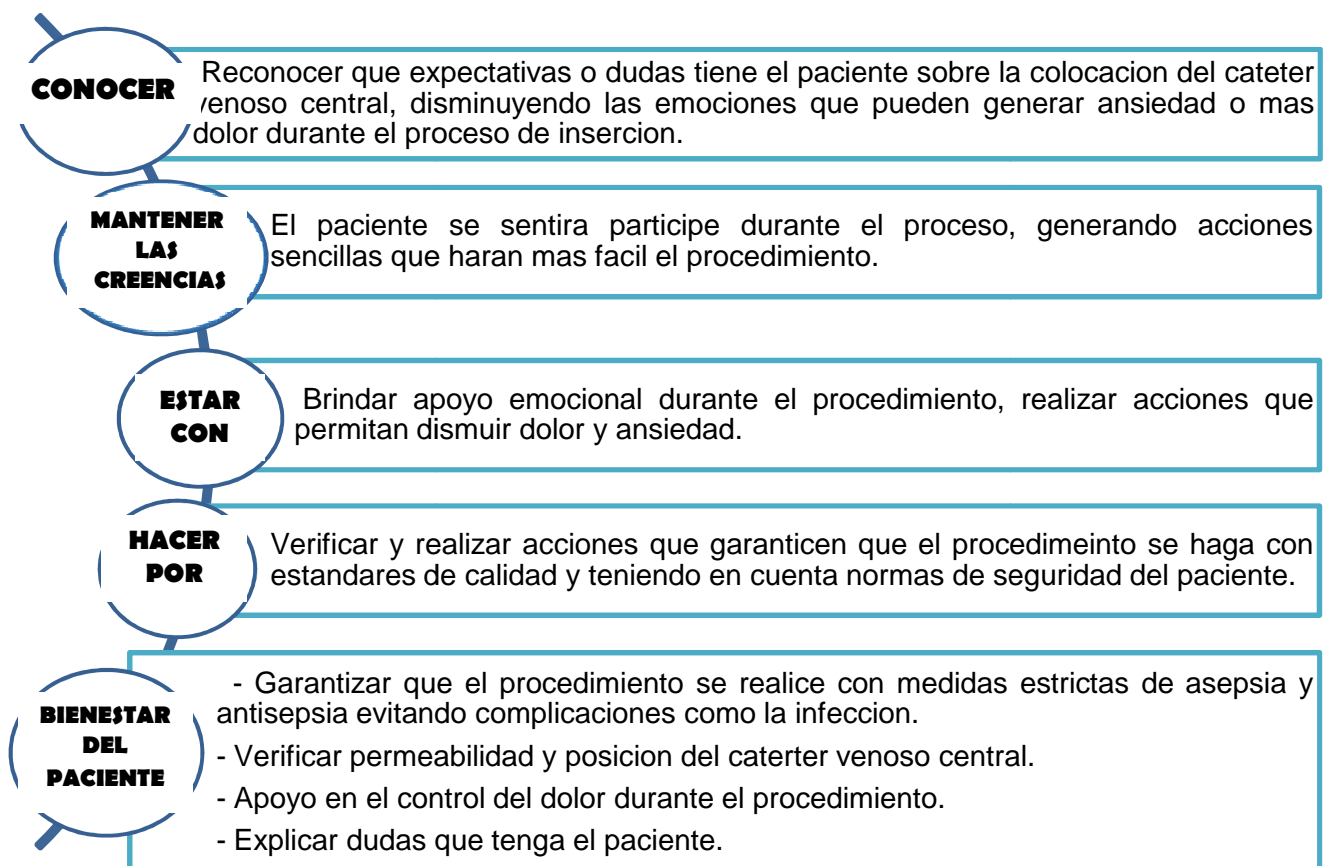 CONOCER
Reconocer que expectativas o dudas tiene el paciente sobre la colocacion del cateter
venoso central, disminuyendo las emociones que pueden generar ansiedad o mas
dolor durante el proceso de insercion.
MANTENER
LAS
CREENCIAS
El paciente se sentira participe durante el proceso, generando acciones
sencillas que haran mas facil el procedimiento.
ESTAR
CON
Brindar apoyo emocional durante el procedimiento, realizar acciones que
permitan dismuir dolor y ansiedad.
HACER
POR
Verificar y realizar acciones que garanticen que el procedimeinto se haga con
estandares de calidad y teniendo en cuenta normas de seguridad del paciente.
BIENESTAR
DEL
PACIENTE
- Garantizar que el procedimiento se realice con medidas estrictas de asepsia y
antisepsia evitando complicaciones como la infeccion.
- Verificar permeabilidad y posicion del caterter venoso central.
- Apoyo en el control del dolor durante el procedimiento.
- Explicar dudas que tenga el paciente.